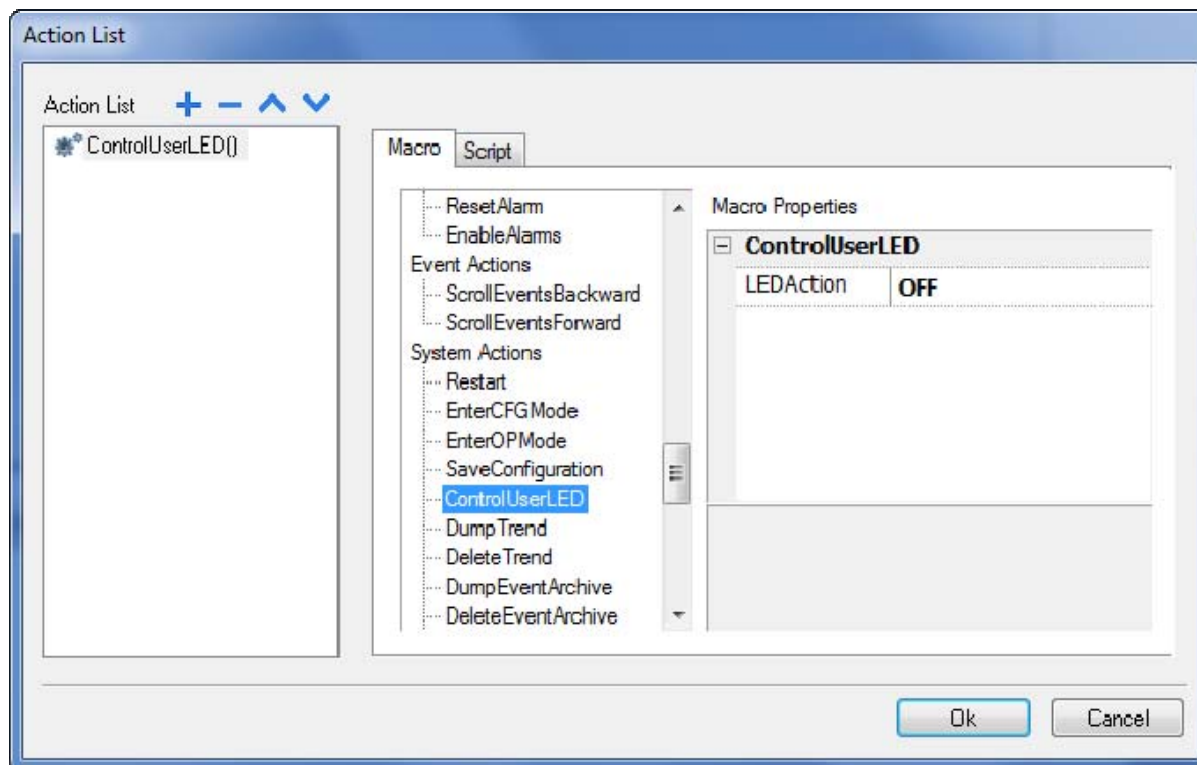 Action List
Action List
ControlUserLED()
Macro
Script
ResetAlarm
EnableAlarms
Event Actions
ScrollEventsBackward
ScrollEventsForward
System Actions
Restart
EnterCFGMode
EnterOPMode
SaveConfiguration
ControlUserLED
DumpTrend
DeleteTrend
DumpEventArchive
DeleteEventArchive
Macro Properties
ControlUserLED
LEDAction OFF
Ok
Cancel